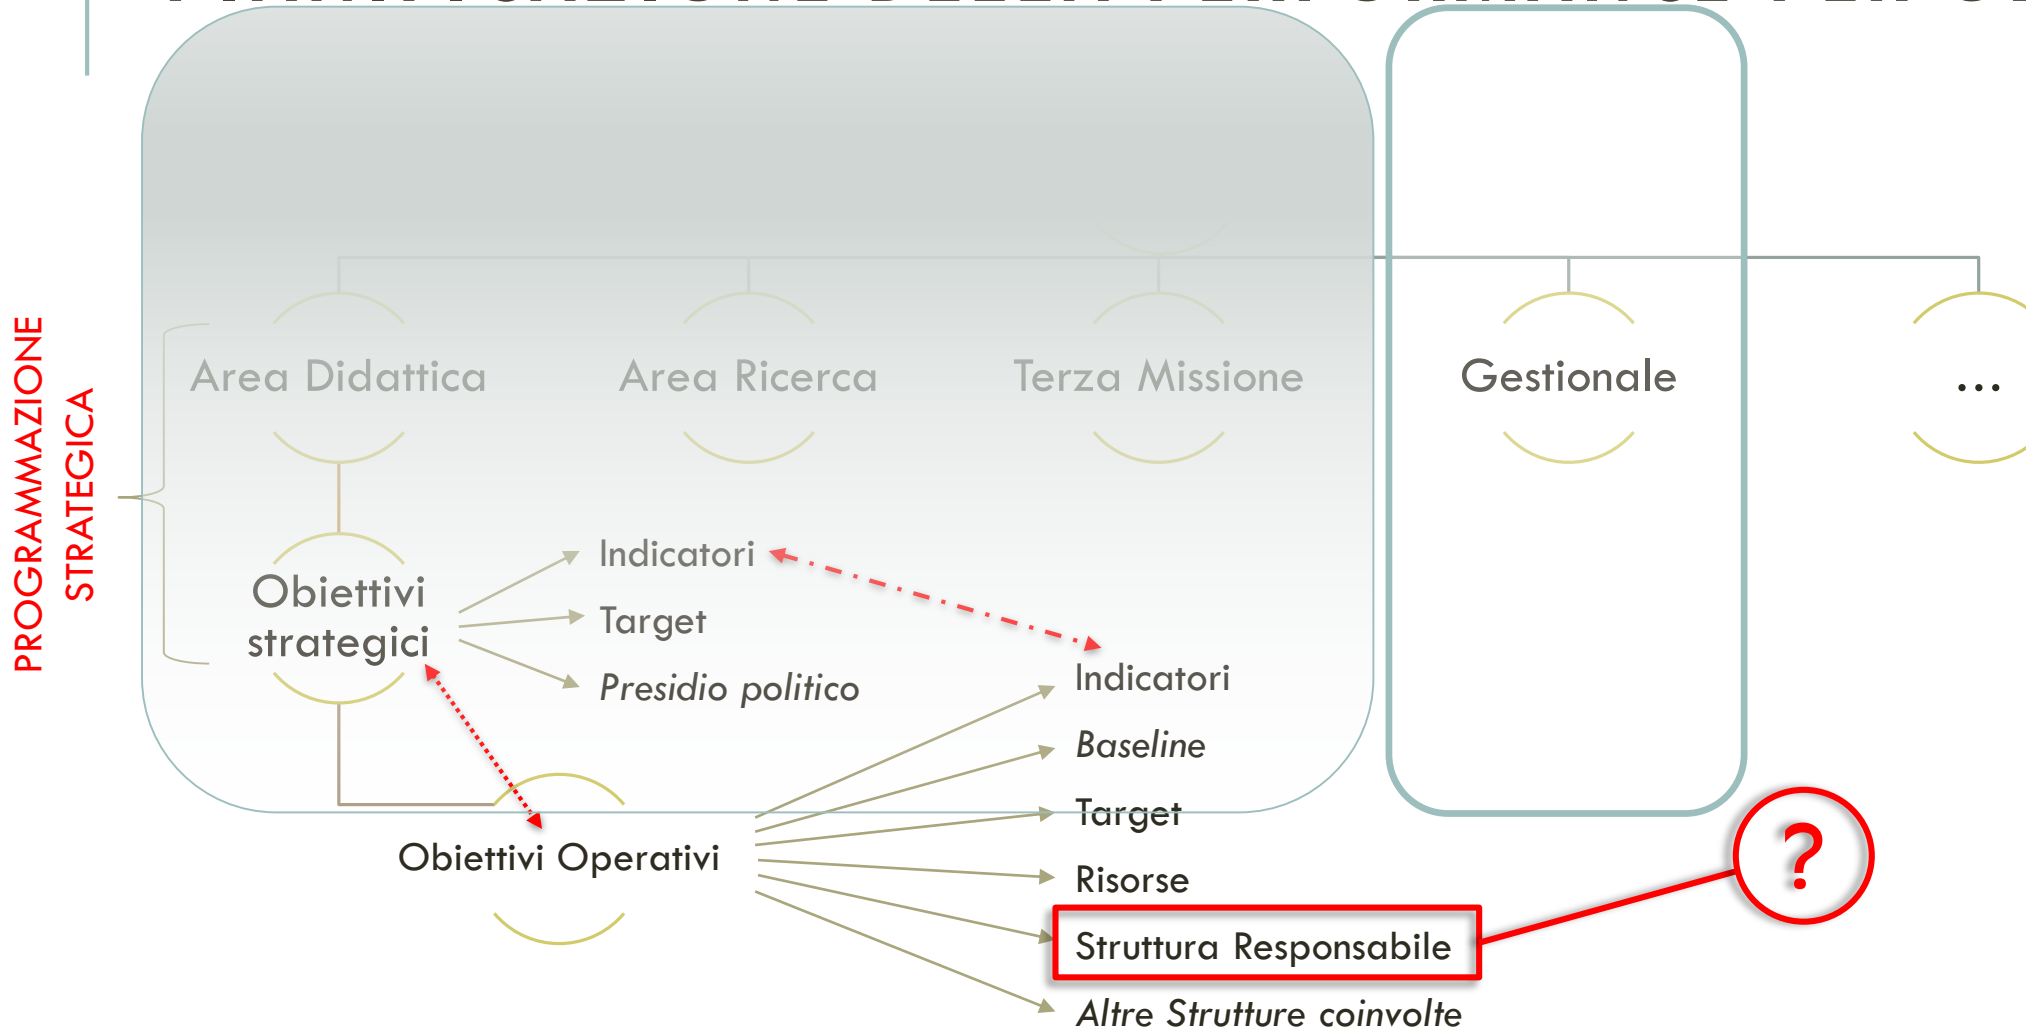 PROGRAMMAZIONE
STRATEGICA
Area Didattica
Area Ricerca
Terza Missione
Gestionale
...
Obiettivi
strategici
Indicatori
Target
Presidio politico
Obiettivi Operativi
Indicatori
Baseline
Target
Risorse
Struttura Responsabile
Altre Strutture coinvolte
?